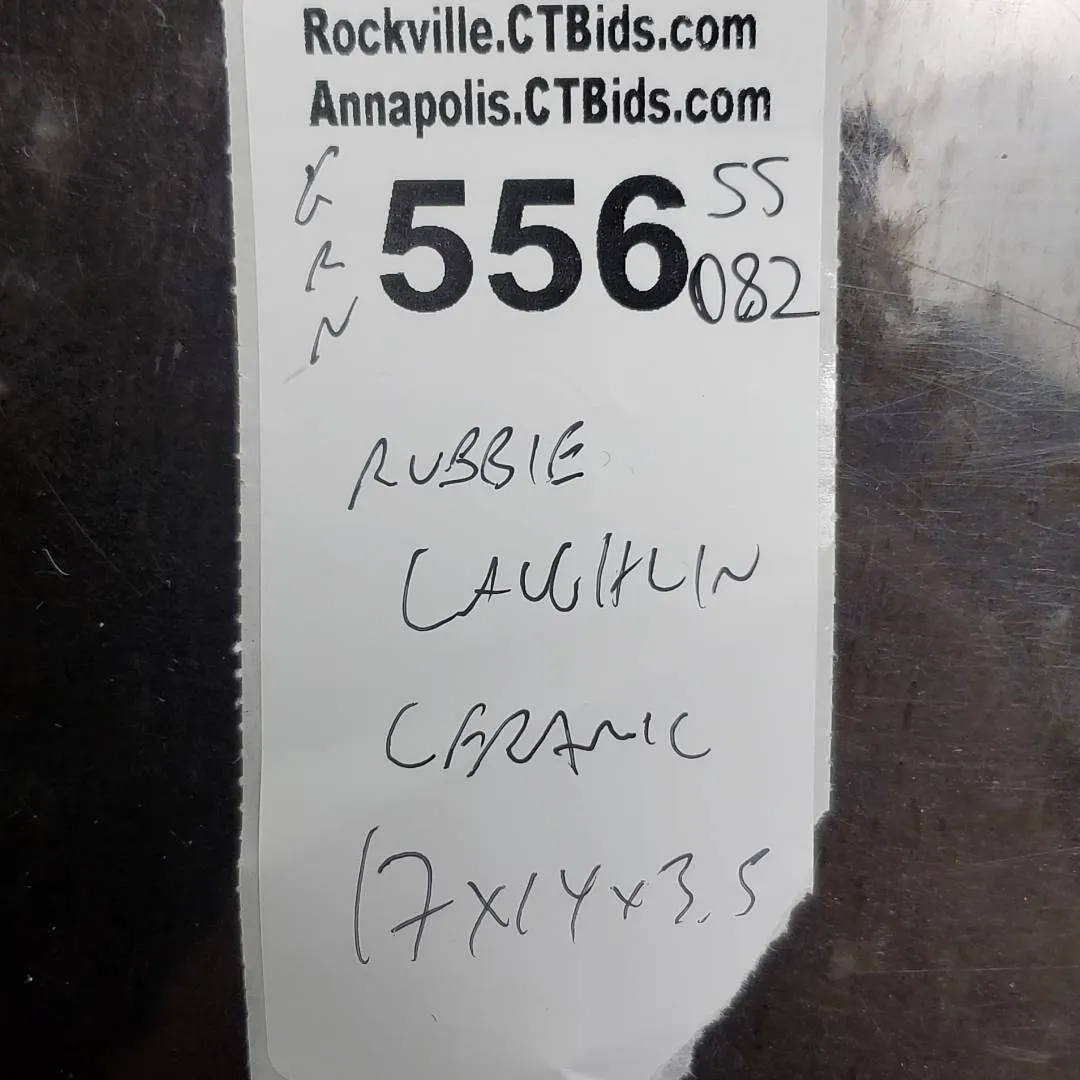 Rockville.CTBids.com
Annapolis.CTBids.com
GRN
556
55
082
RUBBIE
LAUGHLIN
CERAMIC
17x14x3.5